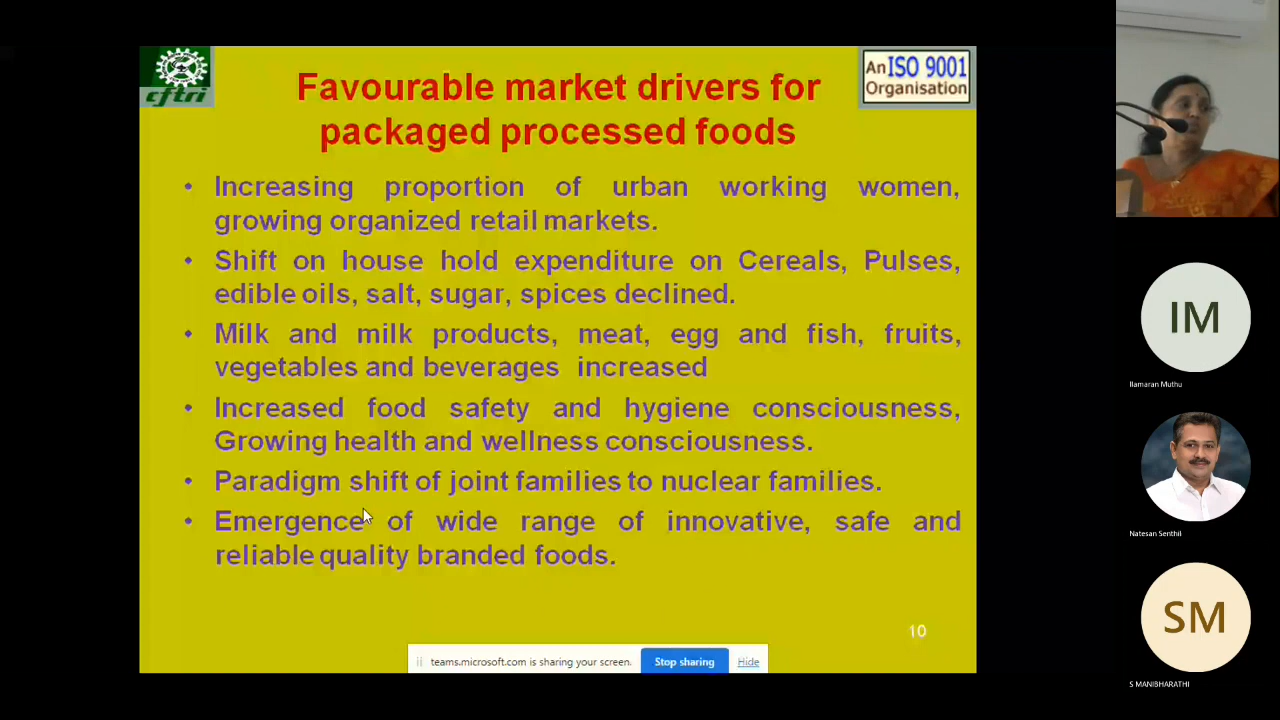 cftri
An ISO 9001
Organisation
Favourable market drivers for
packaged processed foods
• Increasing proportion of urban working women,
growing organized retail markets.
• Shift on house hold expenditure on Cereals, Pulses,
edible oils, salt, sugar, spices declined.
• Milk and milk products, meat, egg and fish, fruits,
vegetables and beverages increased
• Increased food safety and hygiene consciousness,
Growing health and wellness consciousness.
• Paradigm shift of joint families to nuclear families.
• Emergence of wide range of innovative, safe and
reliable quality branded foods.
10
teams.microsoft.com is sharing your screen. Stop sharing Hide
IM
Ilamaran Muthu
Natesan Senthil
SM
S MANIBHARATHI